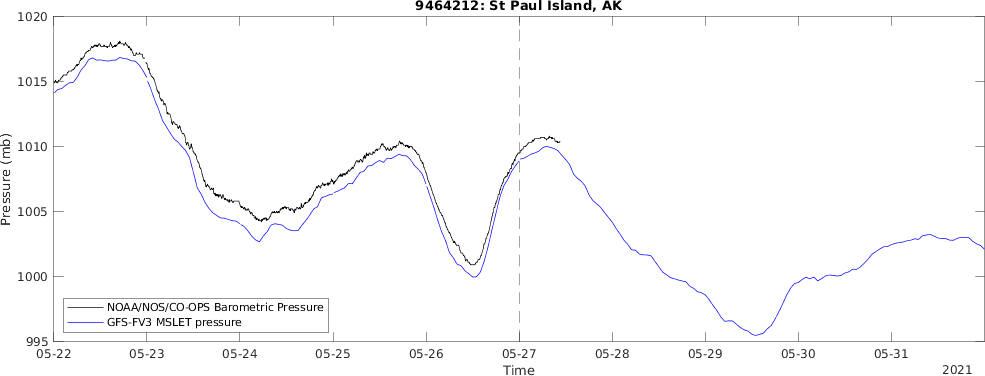 9464212: St Paul Island, AK
1020
1015
1010
1005
1000
995
Pressure (mb)
NOAA/NOS/CO-OPS Barometric Pressure
GFS-FV3 MSLET pressure
05-22 05-23 05-24 05-25 05-26 05-27 05-28 05-29 05-30 05-31
Time
2021